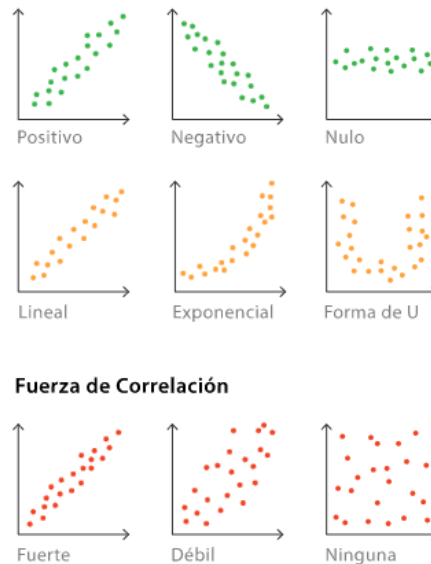 Positivo
Negativo
Nulo
Lineal
Exponencial
Forma de U
Fuerza de Correlación
Fuerte
Débil
Ninguna